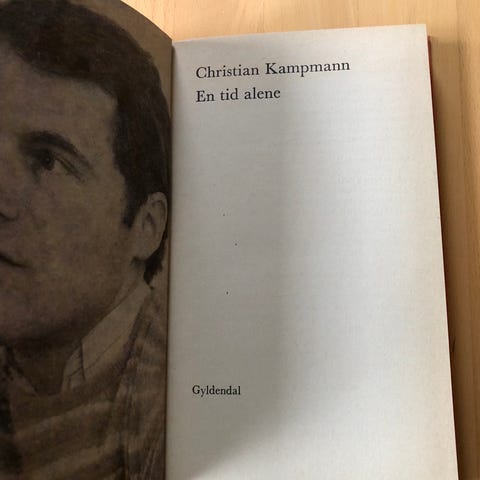 Christian Kampmann
En tid alene
Gyldendal